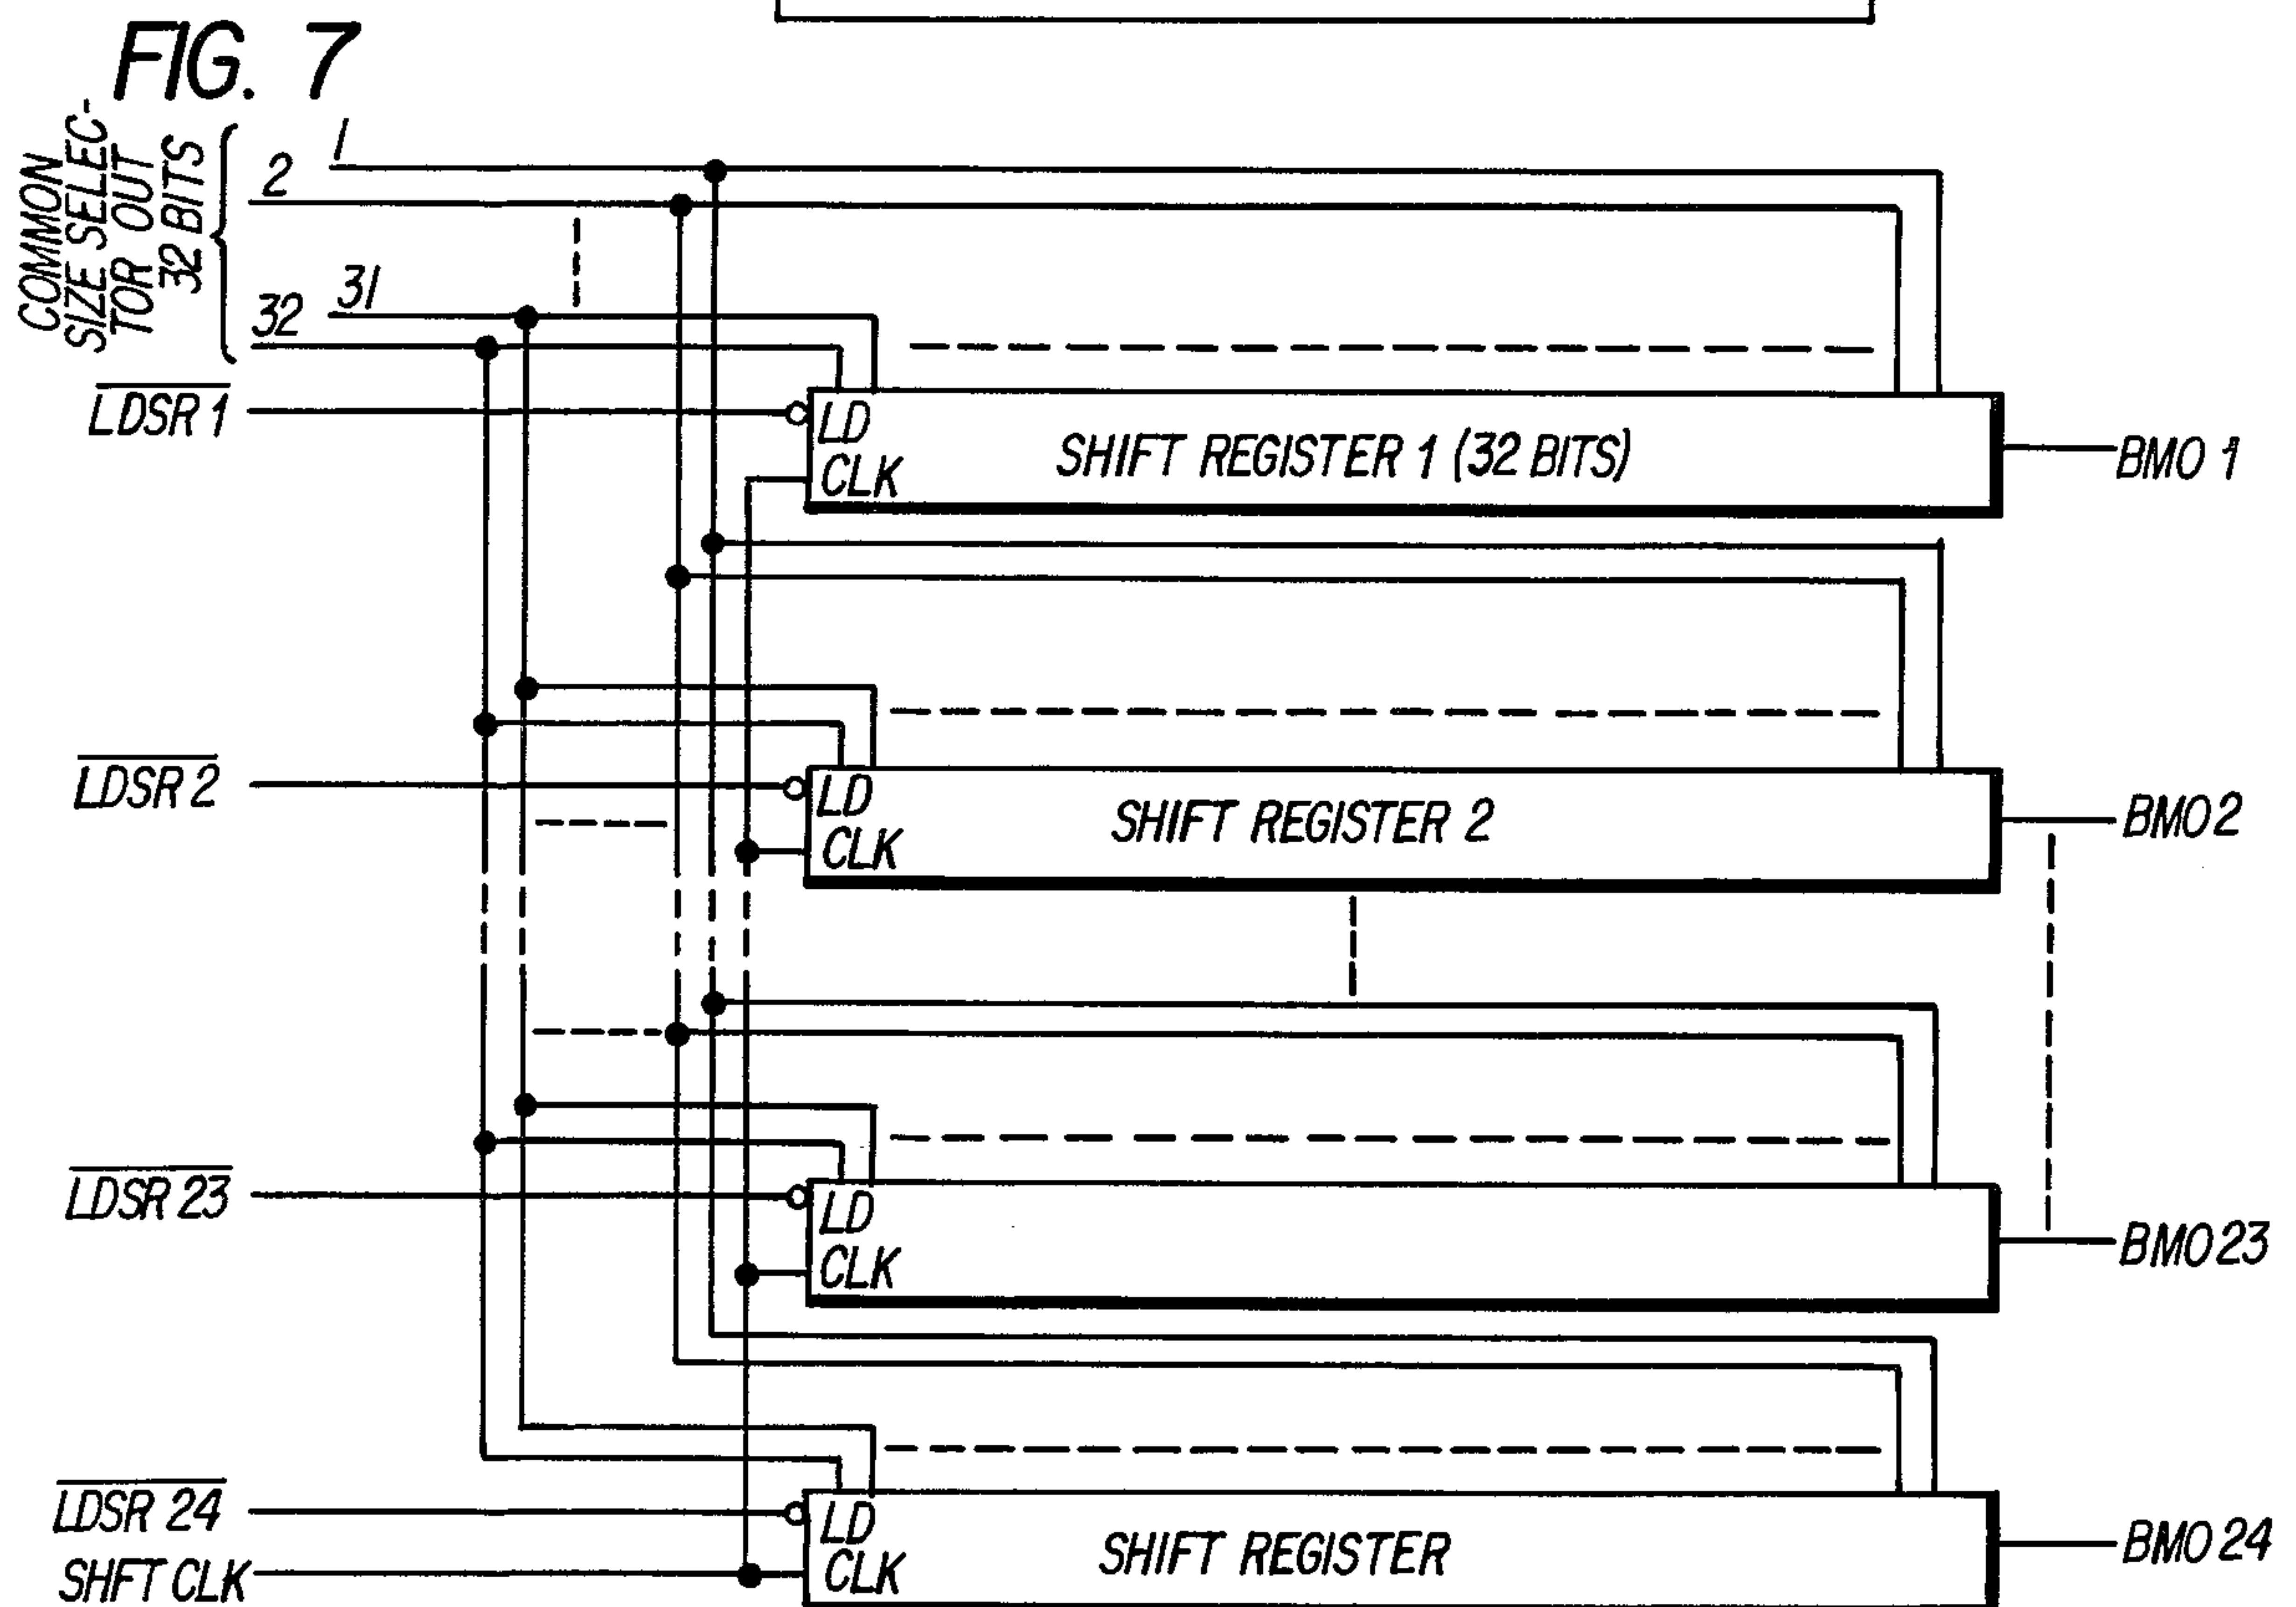 FIG. 7
COMMON
SIZE SELEC-
TOR OUT
32 BITS
1
2
31
32
LDSR 1
LD
CLK
SHIFT REGISTER 1 (32 BITS)
BMO 1
LDSR 2
LD
CLK
SHIFT REGISTER 2
BMO 2
LDSR 23
LD
CLK
BMO 23
LDSR 24
LD
SHIFT REGISTER
BMO 24
SHFT CLK
CLK